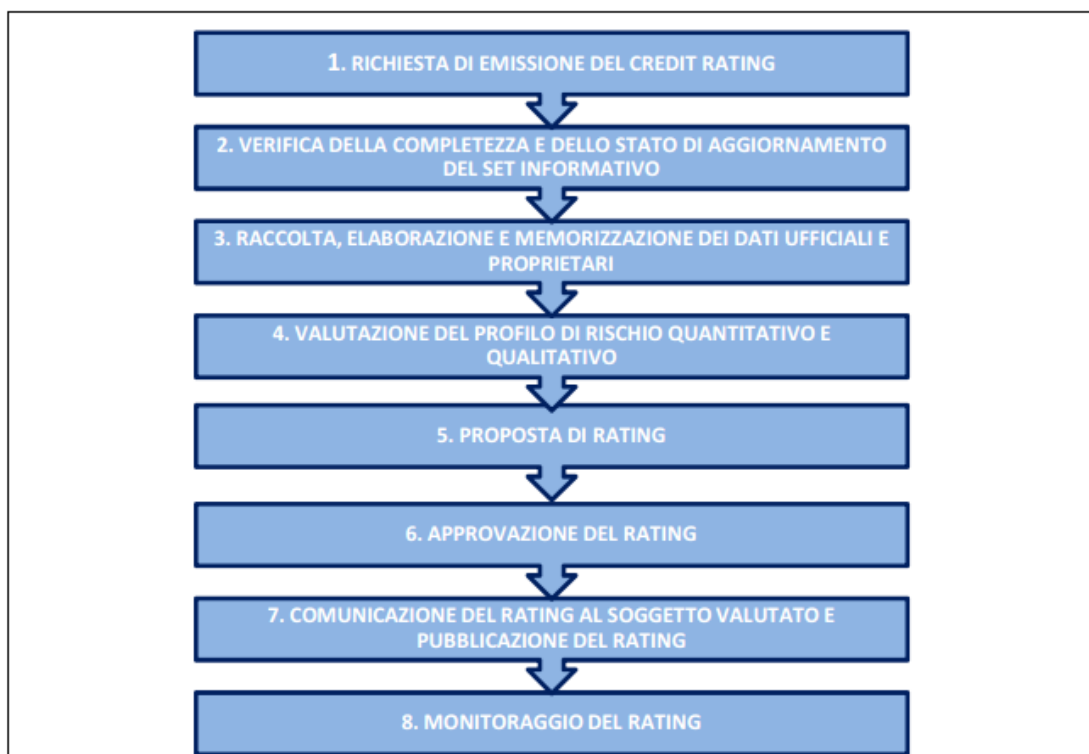 1. RICHIESTA DI EMISSIONE DEL CREDIT RATING
2. VERIFICA DELLA COMPLETEZZA E DELLO STATO DI AGGIORNAMENTO
DEL SET INFORMATIVO
3. RACCOLTA, ELABORAZIONE E MEMORIZZAZIONE DEI DATI UFFICIALI E
PROPRIETARI
4. VALUTAZIONE DEL PROFILO DI RISCHIO QUANTITATIVO E
QUALITATIVO
5. PROPOSTA DI RATING
6. APPROVAZIONE DEL RATING
7. COMUNICAZIONE DEL RATING AL SOGGETTO VALUTATO E
PUBBLICAZIONE DEL RATING
8. MONITORAGGIO DEL RATING